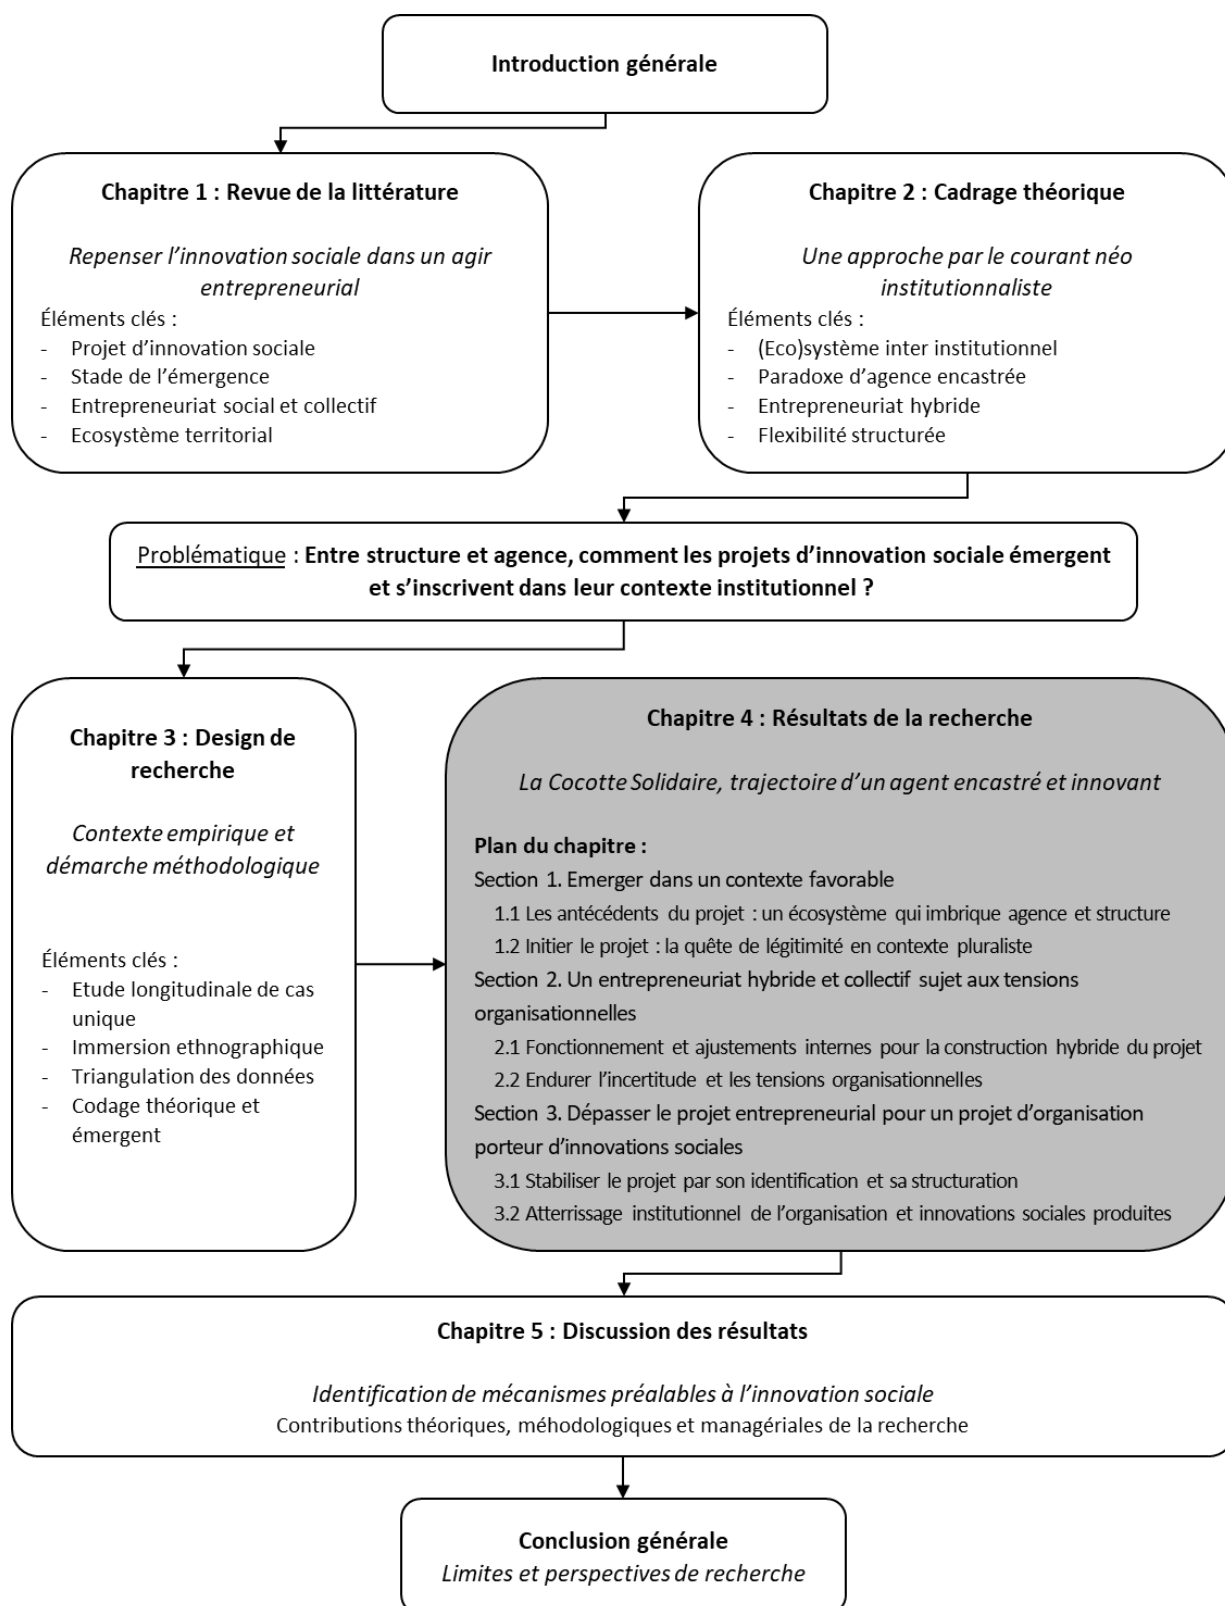 Introduction générale
Chapitre 1 : Revue de la littérature
Repenser l’innovation sociale dans un agir
entrepreneurial
Éléments clés :
- Projet d’innovation sociale
- Stade de l’émergence
- Entrepreneuriat social et collectif
- Ecosystème territorial
Chapitre 2 : Cadrage théorique
Une approche par le courant néo
institutionnaliste
Éléments clés :
- (Eco)système inter institutionnel
- Paradoxe d’agence encastrée
- Entrepreneuriat hybride
- Flexibilité structurée
Problématique : Entre structure et agence, comment les projets d’innovation sociale émergent
et s’inscrivent dans leur contexte institutionnel ?
Chapitre 3 : Design de
recherche
Contexte empirique et
démarche méthodologique
Éléments clés :
- Etude longitudinale de cas
unique
- Immersion ethnographique
- Triangulation des données
- Codage théorique et
émergent
Chapitre 4 : Résultats de la recherche
La Cocotte Solidaire, trajectoire d’un agent encastré et innovant
Plan du chapitre :
Section 1. Emerger dans un contexte favorable
1.1 Les antécédents du projet : un écosystème qui imbrique agence et structure
1.2 Initier le projet : la quête de légitimité en contexte pluraliste
Section 2. Un entrepreneuriat hybride et collectif sujet aux tensions
organisationnelles
2.1 Fonctionnement et ajustements internes pour la construction hybride du projet
2.2 Endurer l’incertitude et les tensions organisationnelles
Section 3. Dépasser le projet entrepreneurial pour un projet d’organisation
porteur d’innovations sociales
3.1 Stabiliser le projet par son identification et sa structuration
3.2 Atterrissage institutionnel de l’organisation et innovations sociales produites
Chapitre 5 : Discussion des résultats
Identification de mécanismes préalables à l’innovation sociale
Contributions théoriques, méhodologiques et managériales de la recherche
Conclusion générale
Limites et perspectives de recherche